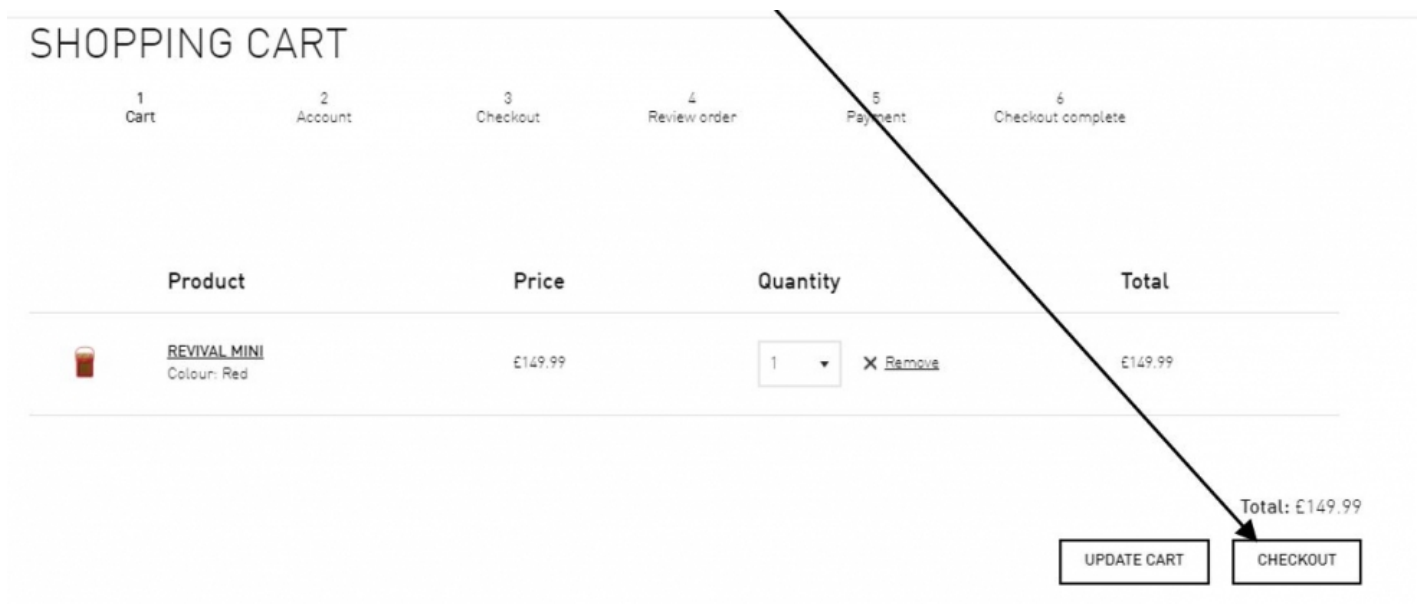 SHOPPING CART
1 2 3 4 5 6
Cart Account Checkout Review order Payment Checkout complete
Product Price Quantity Total
REVIVAL MINI
Colour: Red
£149.99 1 Remove £149.99
Total: £149.99
UPDATE CART CHECKOUT